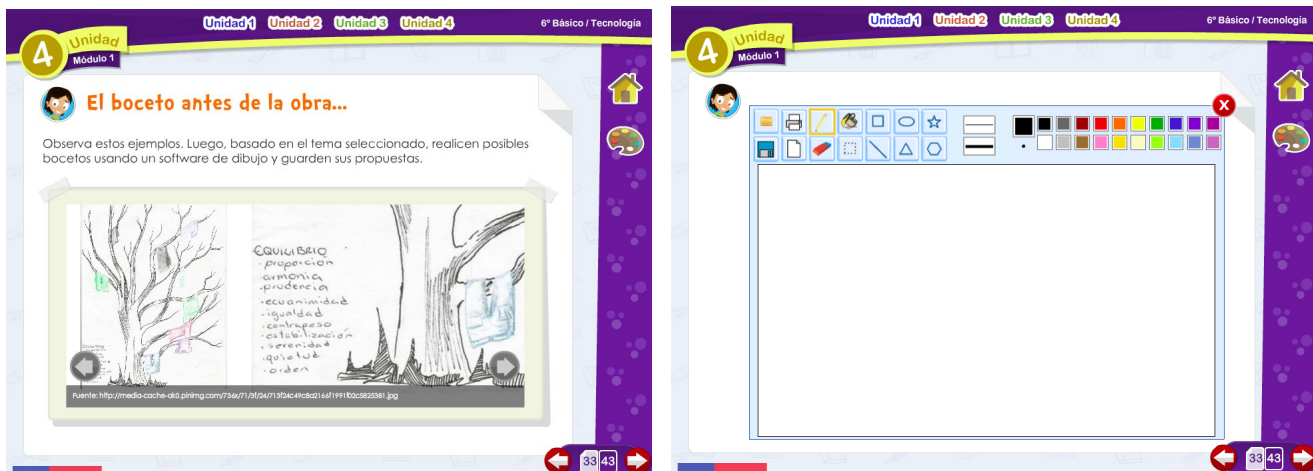 Unidad 1 Unidad 2 Unidad 3 Unidad 4
6º Básico / Tecnología
4
Unidad
Módulo 1
El boceto antes de la obra...
Observa estos ejemplos. Luego, basado en el tema seleccionado, realicen posibles
bocetos usando un software de dibujo y guarden sus propuestas.
EQUILIBRIO
.proporción
.armonia
.prudencia
.ecuanimidad
.igualdad
.contrapeso
.estabilización
.serenidad
.quietud
.orden
Fuente: http://media-cache-ak0.pinimg.com/736x/71/3f/24/713f24c49c8a2166f1991f02c5825381.jpg
33 43
Unidad 1 Unidad 2 Unidad 3 Unidad 4
6º Básico / Tecnología
4
Unidad
Módulo 1
X
33 43